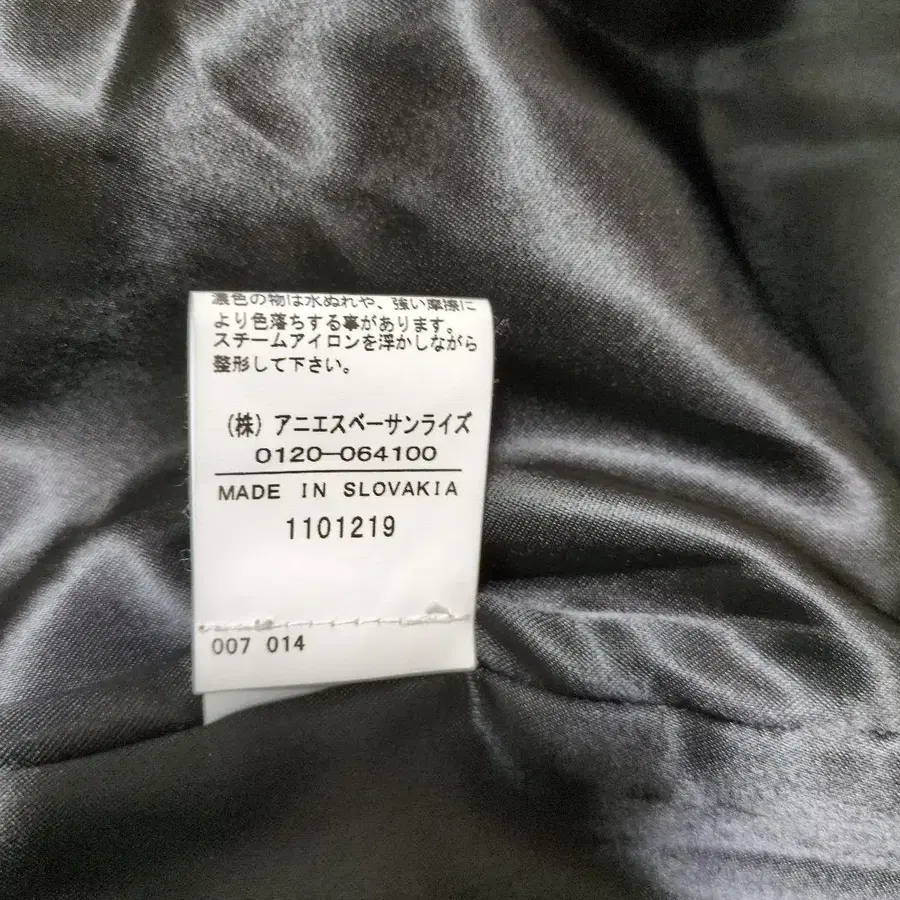 濃色の物は水ぬれや、強い摩擦に
より色落ちする事があります。
スチームアイロンを浮かしながら
整形して下さい。
(株)アニエスベーサンライズ
0120-064100
MADE IN SLOVAKIA
1101219
007 014